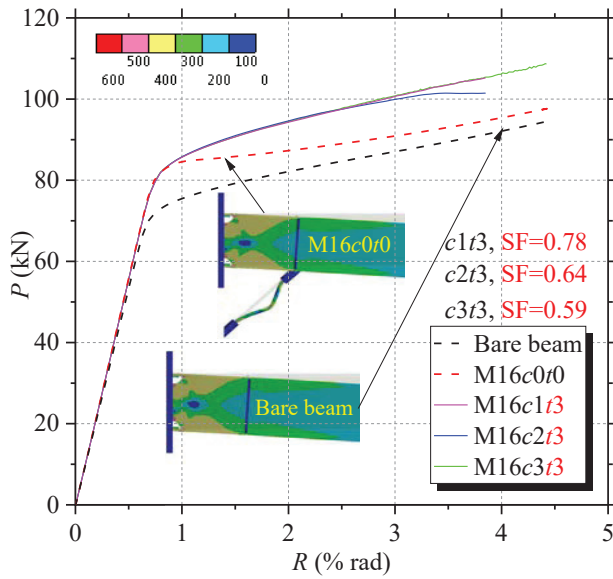 120
100
80
60
40
20
0
P (kN)
500 300 100
600 400 200 0
M16c0t0
Bare beam
c1t3, SF=0.78
c2t3, SF=0.64
c3t3, SF=0.59
Bare beam
M16c0t0
M16c1t3
M16c2t3
M16c3t3
0 1 2 3 4 5
R (% rad)